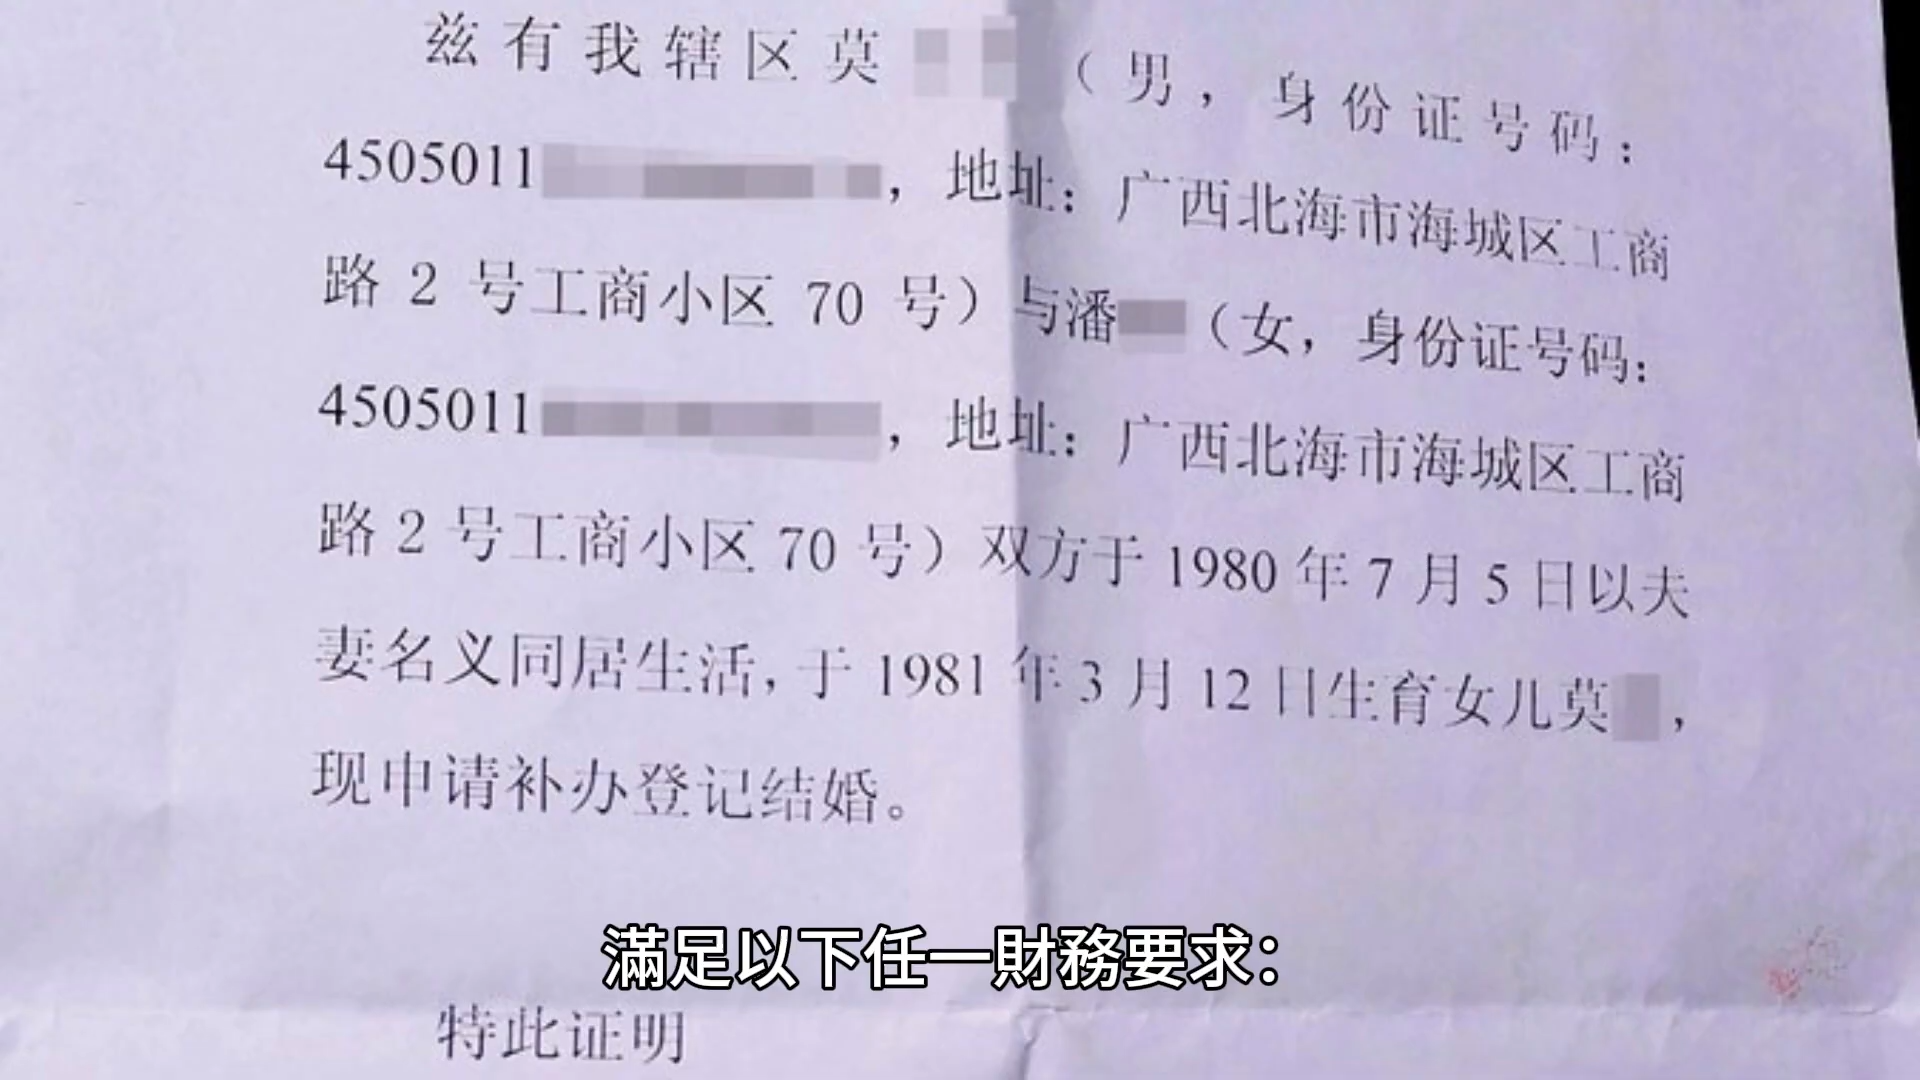 兹有我辖区莫（男，身份证号码：
4505011，地址：广西北海市海城区工商
路2号工商小区70号）与潘（女，身份证号码：
4505011，地址：广西北海市海城区工商
路2号工商小区70号）双方于1980年7月5日以夫
妻名义同居生活，于1981年3月12日生育女儿莫，
现申请补办登记结婚。
滿足以下任一財務要求：
特此证明